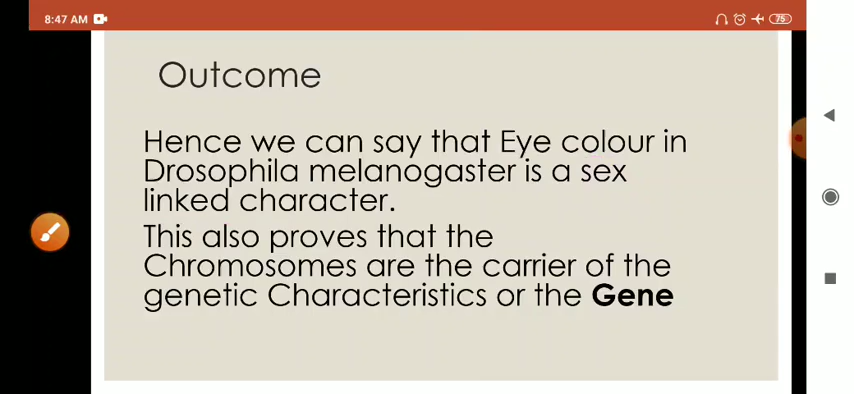 8:47 AM
75
Outcome
Hence we can say that Eye colour in
Drosophila melanogaster is a sex
linked character.
This also proves that the
Chromosomes are the carrier of the
genetic Characteristics or the Gene